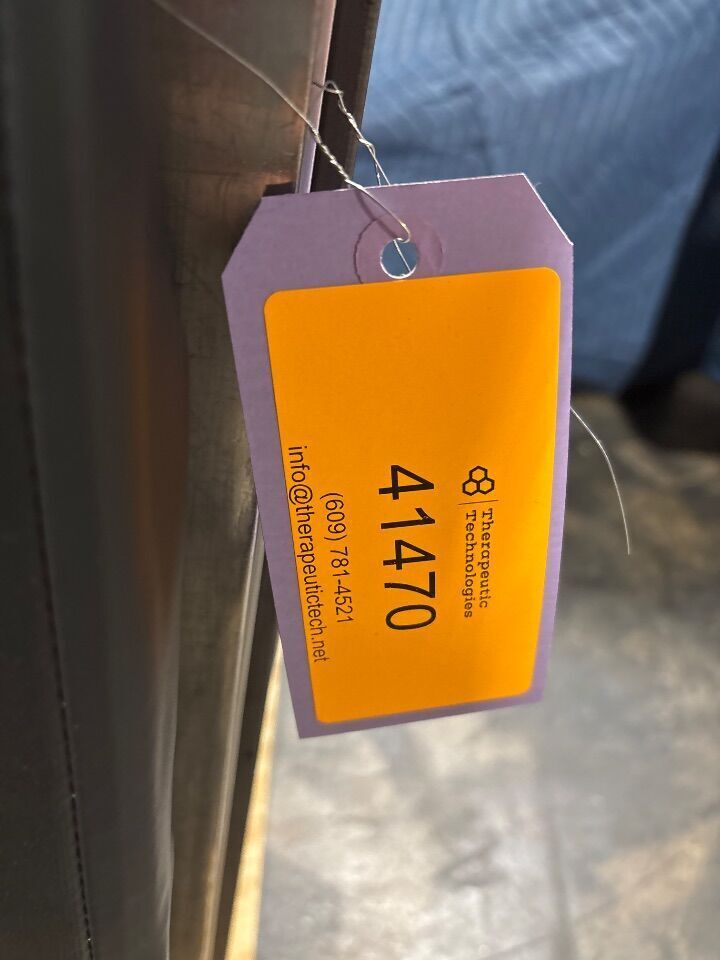 Therapeutic
Technologies
41470
(609) 781-4521
info@therapeutictech.net